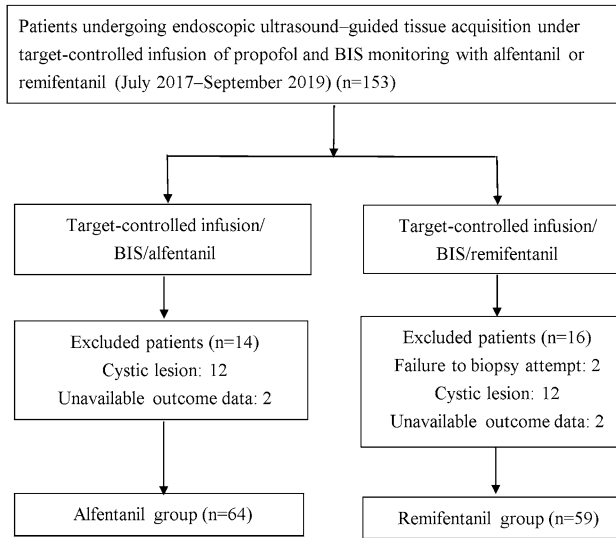 Patients undergoing endoscopic ultrasound–guided tissue acquisition under
target-controlled infusion of propofol and BIS monitoring with alfentanil or
remifentanil (July 2017–September 2019) (n=153)
Target-controlled infusion/
BIS/alfentanil
Target-controlled infusion/
BIS/remifentanil
Excluded patients (n=14)
Cystic lesion: 12
Unavailable outcome data: 2
Excluded patients (n=16)
Failure to biopsy attempt: 2
Cystic lesion: 12
Unavailable outcome data: 2
Alfentanil group (n=64)
Remifentanil group (n=59)